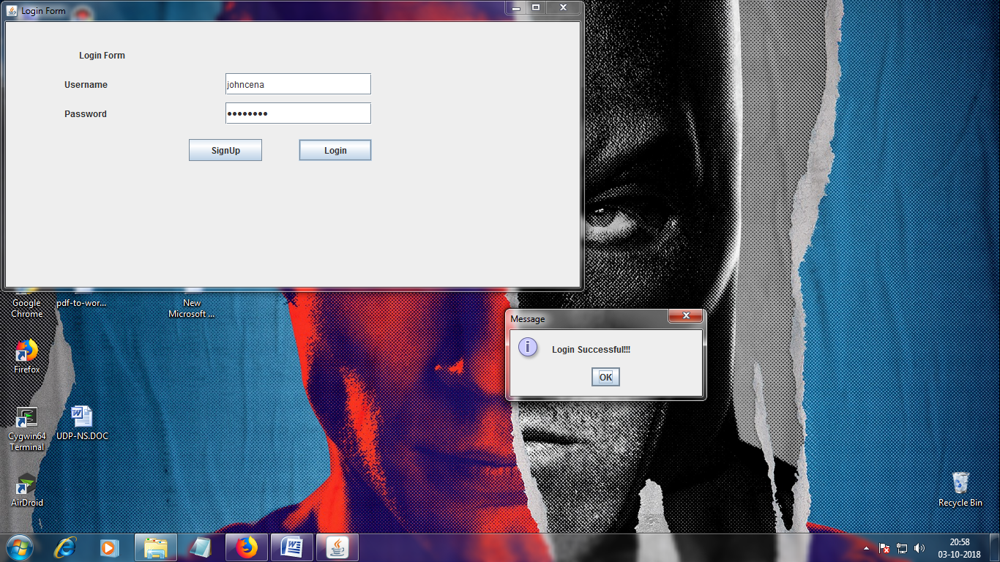 Login Form
Login Form
Username
johncena
Password
••••••••
SignUp
Login
Google
Chrome
pdf-to-wor...
New
Microsoft ...
Message
Login Successful!!!
OK
Firefox
Cygwin64
Terminal
UDP-NS.DOC
AirDroid
Recycle Bin
20:58
03-10-2018